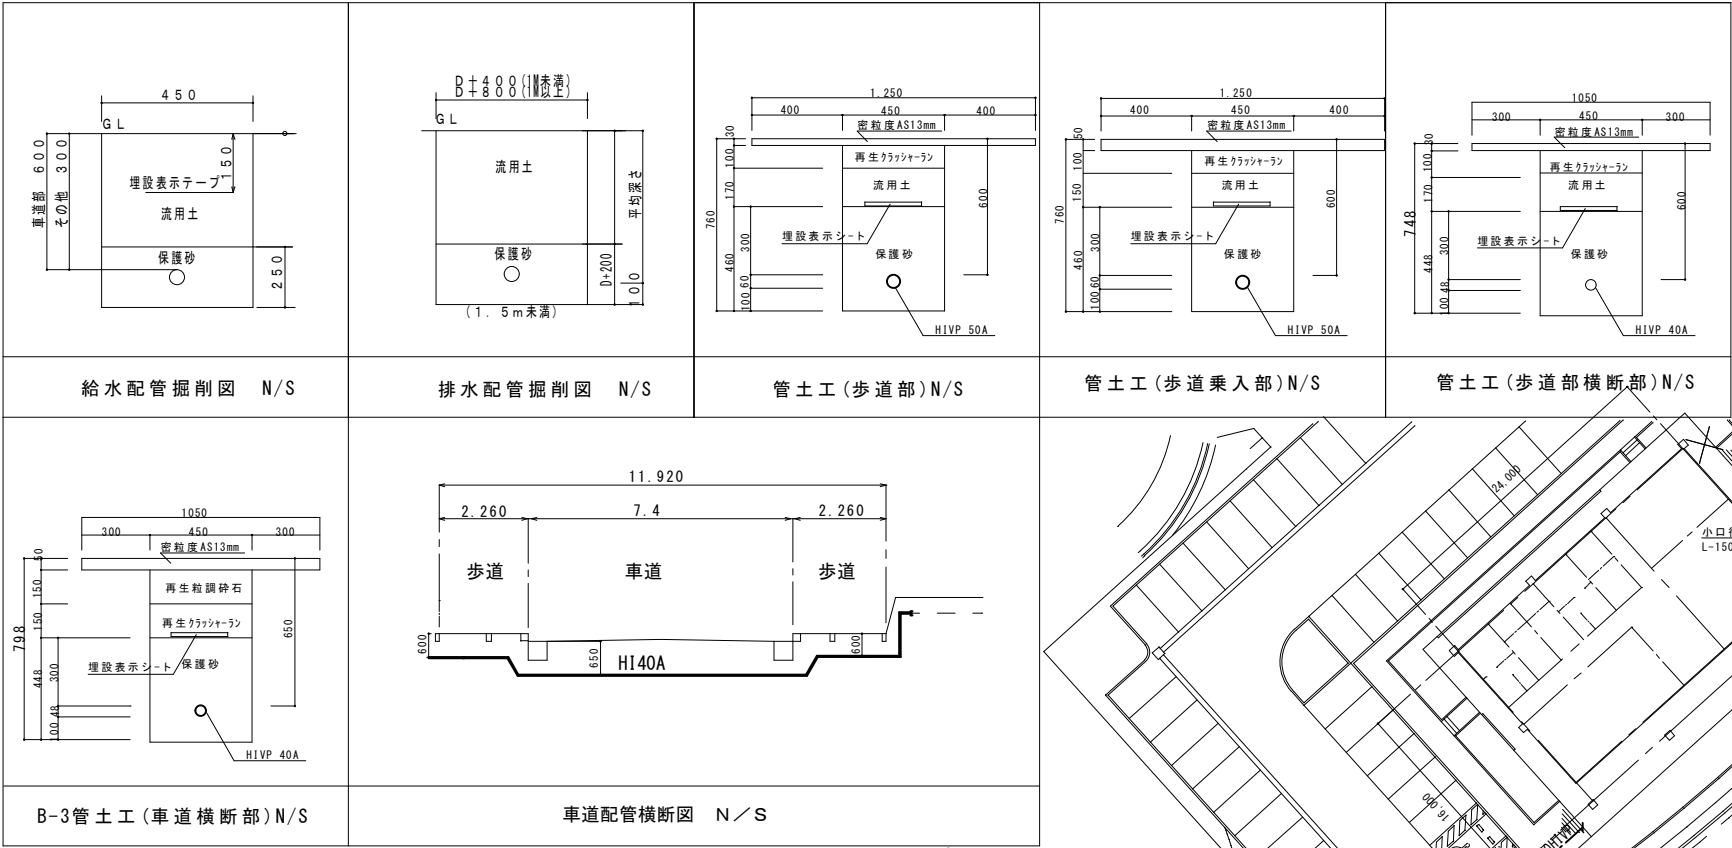 450
GL
車道部 600
その他 300
150
埋設表示テープ
流用土
保護砂
250
給水配管掘削図 N/S
D+400(1M未満)
D+800(1M以上)
GL
流用土
平均深さ
保護砂
D+200
100
(1.5m未満)
排水配管掘削図 N/S
1.250
400 450 400
密粒度AS13mm
30
再生クラッシャーラン
100
流用土
170
600
760
埋設表示シート
300
保護砂
460
60
100
HIVP 50A
管土工(歩道部)N/S
1.250
400 450 400
密粒度AS13mm
50
再生クラッシャーラン
100
流用土
150
600
760
埋設表示シート
300
保護砂
460
60
100
HIVP 50A
管土工(歩道乗入部)N/S
1050
300 450 300
密粒度AS13mm
30
再生クラッシャーラン
100
流用土
170
600
748
埋設表示シート
300
保護砂
448
48
100
HIVP 40A
管土工(歩道部横断部)N/S
1050
300 450 300
密粒度AS13mm
50
再生粒調砕石
150
再生クラッシャーラン
150
650
798
埋設表示シート
保護砂
300
448
48
100
HIVP 40A
B-3管土工(車道横断部)N/S
11.920
2.260 7.4 2.260
歩道 車道 歩道
600
650
600
HI40A
車道配管横断図 N/S
24,000
小口
L-150
16,000